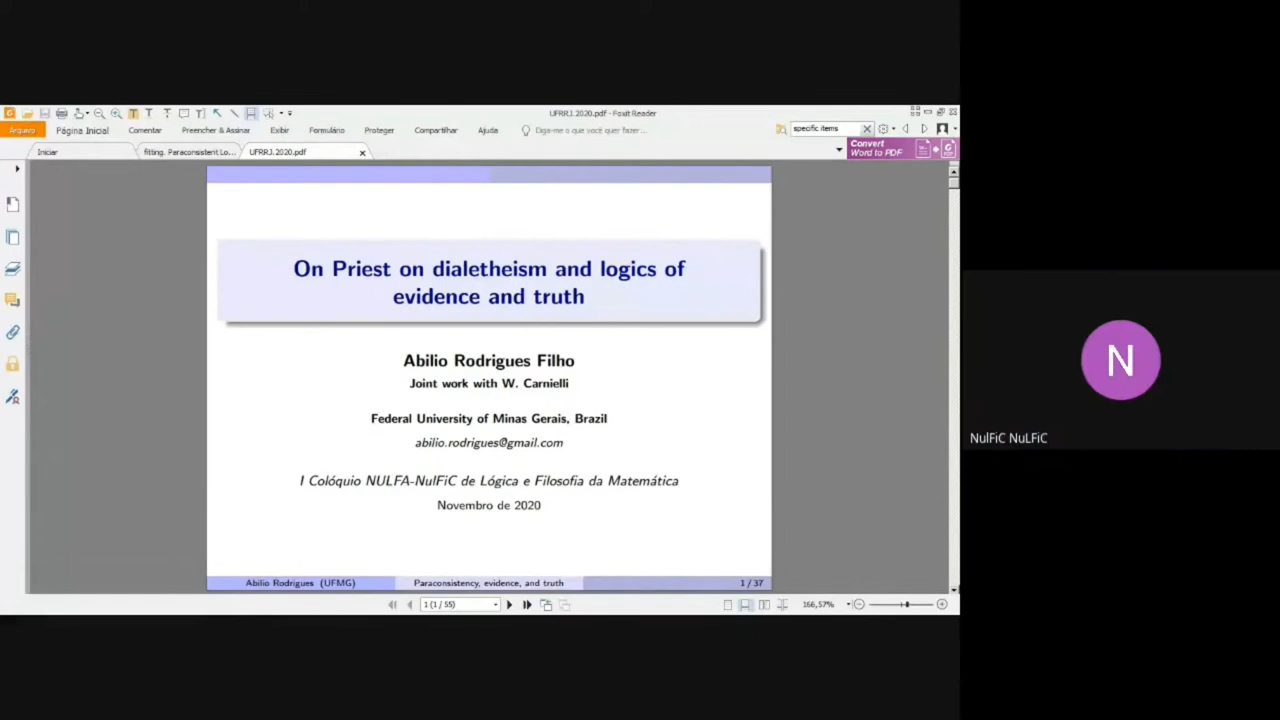 UFRRJ.2020.pdf - Foxit Reader
Arquivo Página Inicial Comentar Preencher & Assinar Exibir Formulário Proteger Compartilhar Ajuda Diga-me o que você quer fazer... specific items
Iniciar fitting. Paraconsistent Lo... UFRRJ.2020.pdf
Convert
Word to PDF
On Priest on dialetheism and logics of
evidence and truth
Abilio Rodrigues Filho
Joint work with W. Carnielli
Federal University of Minas Gerais, Brazil
abilio.rodrigues@gmail.com
I Colóquio NULFA-NulFiC de Lógica e Filosofia da Matemática
Novembro de 2020
Abilio Rodrigues (UFMG) Paraconsistency, evidence, and truth 1 / 37
1 (1 / 55) 166,57%
N
NulFiC NuLFiC